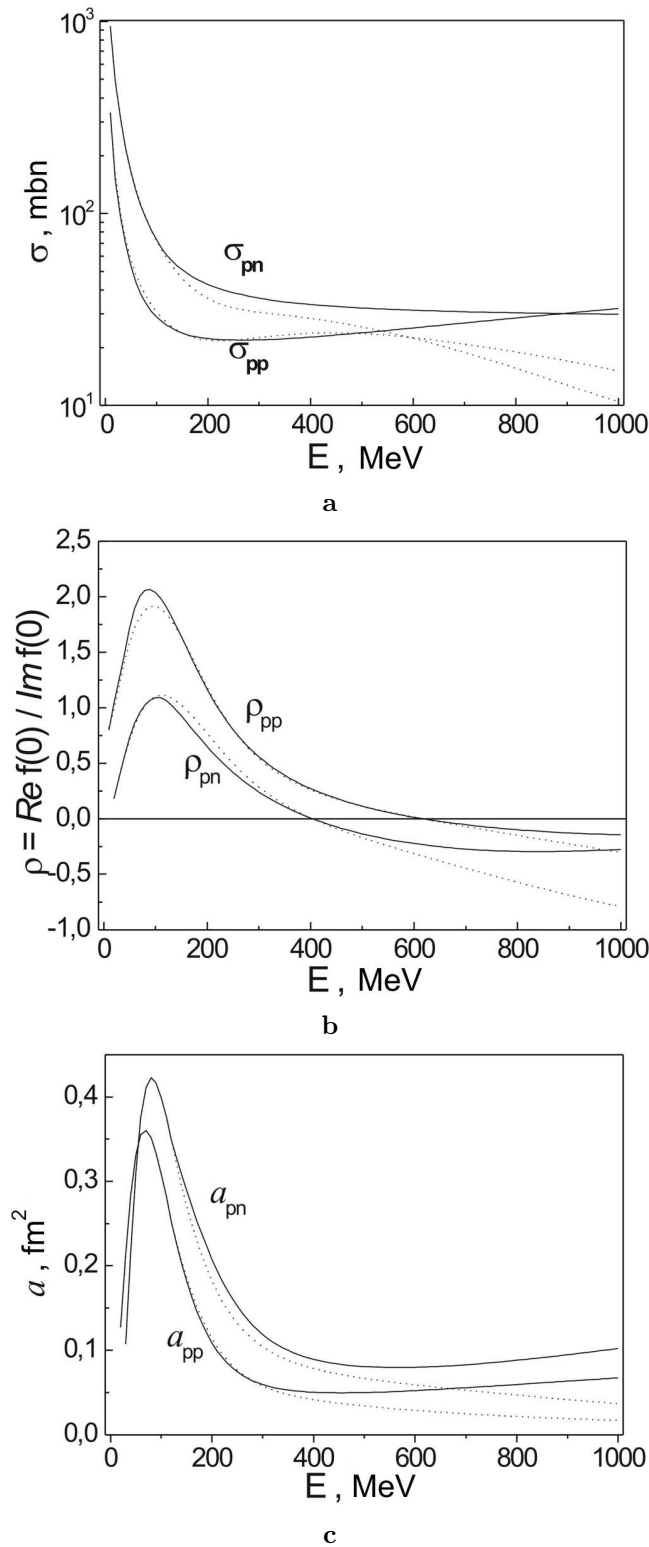 10³
σ , mbn
σpn
10²
σpp
10¹
0 200 400 600 800 1000
E , MeV
a
2,5
ρ = Re f(0) / Im f(0)
2,0
1,5
1,0
ρpp
0,5
ρpn
0,0
-0,5
-1,0
0 200 400 600 800 1000
E , MeV
b
0,4
a , fm²
0,3
apn
0,2
0,1
app
0,0
0 200 400 600 800 1000
E , MeV
c